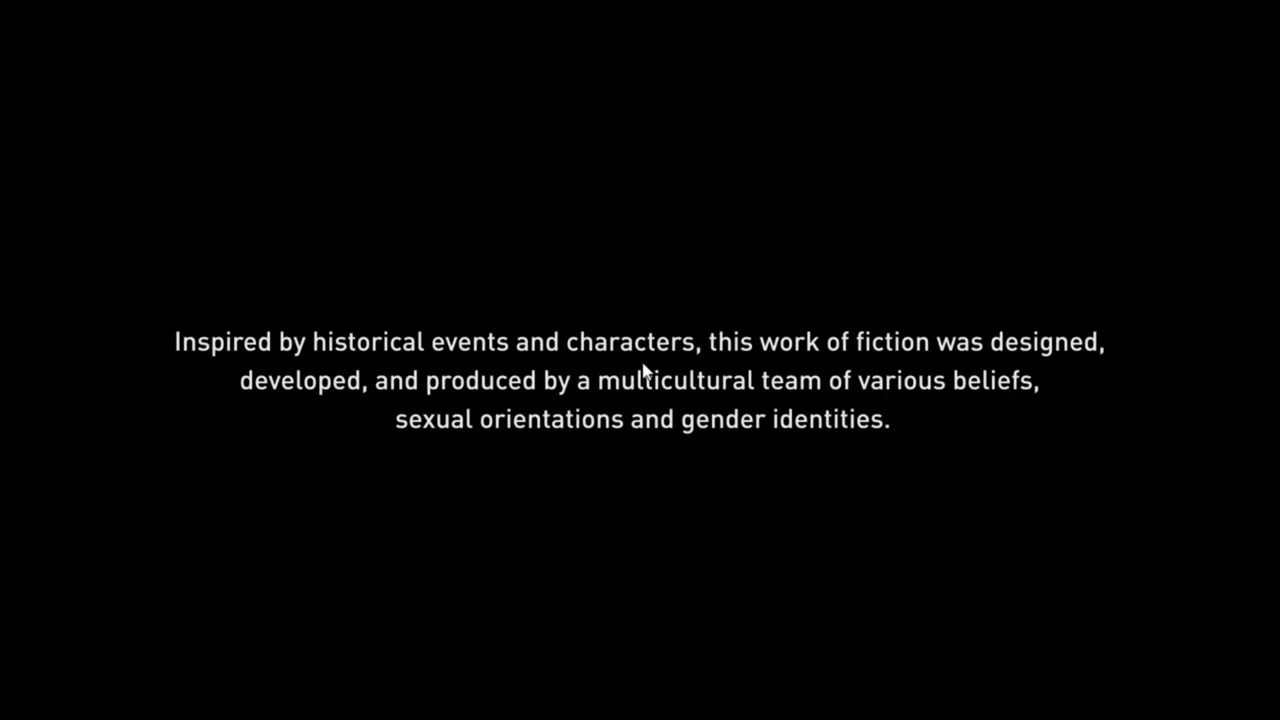 Inspired by historical events and characters, this work of fiction was designed,
developed, and produced by a multicultural team of various beliefs,
sexual orientations and gender identities.